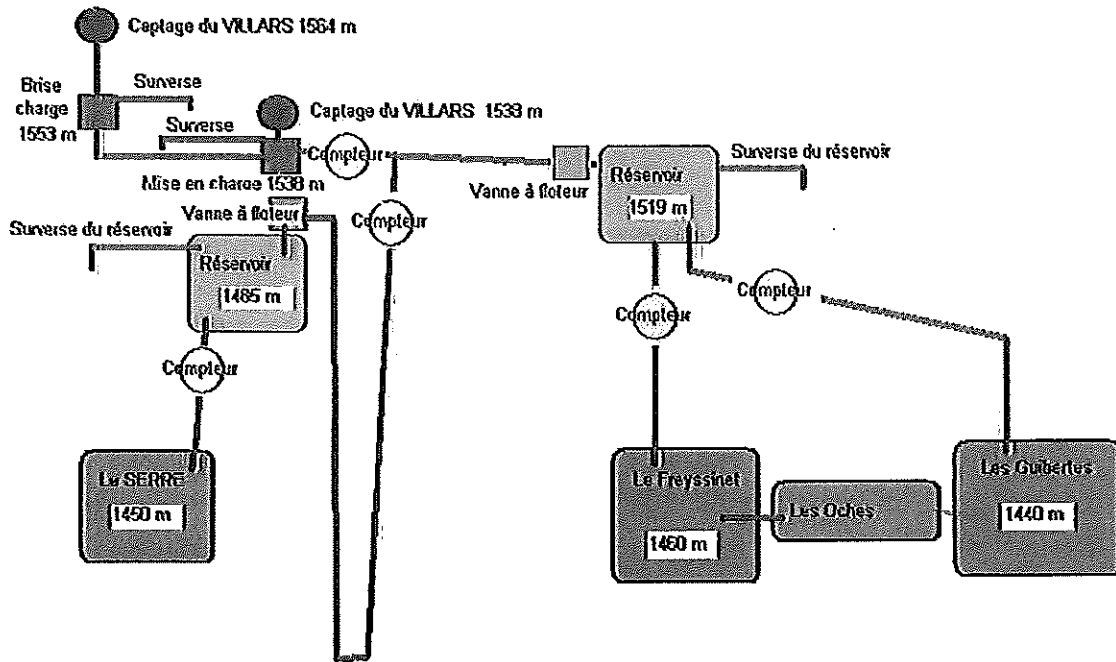 Captage du VILLARS 1564 m
Brise
charge
1553 m
Surverse
Captage du VILLARS 1538 m
Surverse
Compteur
Mise en charge 1538 m
Vanne à floteur
Surverse du réservoir
Réservoir
1485 m
Compteur
Le SERRE
1450 m
Compteur
Vanne à floteur
Réservoir
1519 m
Surverse du réservoir
Compteur
Compteur
Le Freyssinet
1460 m
Les Oches
Les Guibertes
1440 m